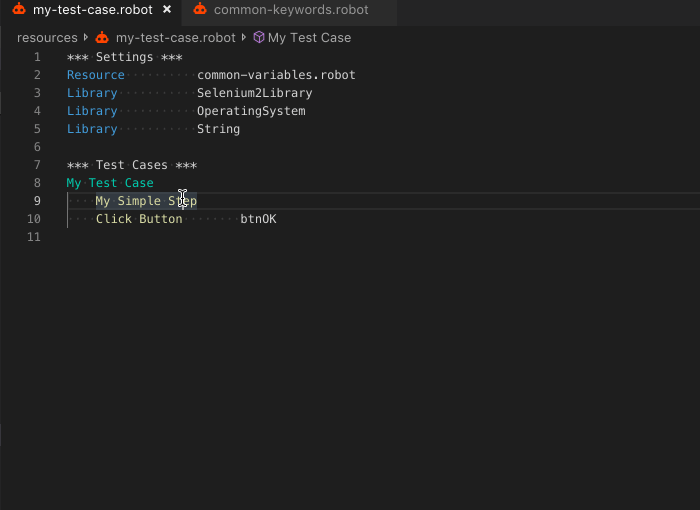 my-test-case.robot × common-keywords.robot
resources > my-test-case.robot > My Test Case
1 *** Settings ***
2 Resource common-variables.robot
3 Library Selenium2Library
4 Library OperatingSystem
5 Library String
6
7 *** Test Cases ***
8 My Test Case
9 My Simple Step
10 Click Button btnOK
11